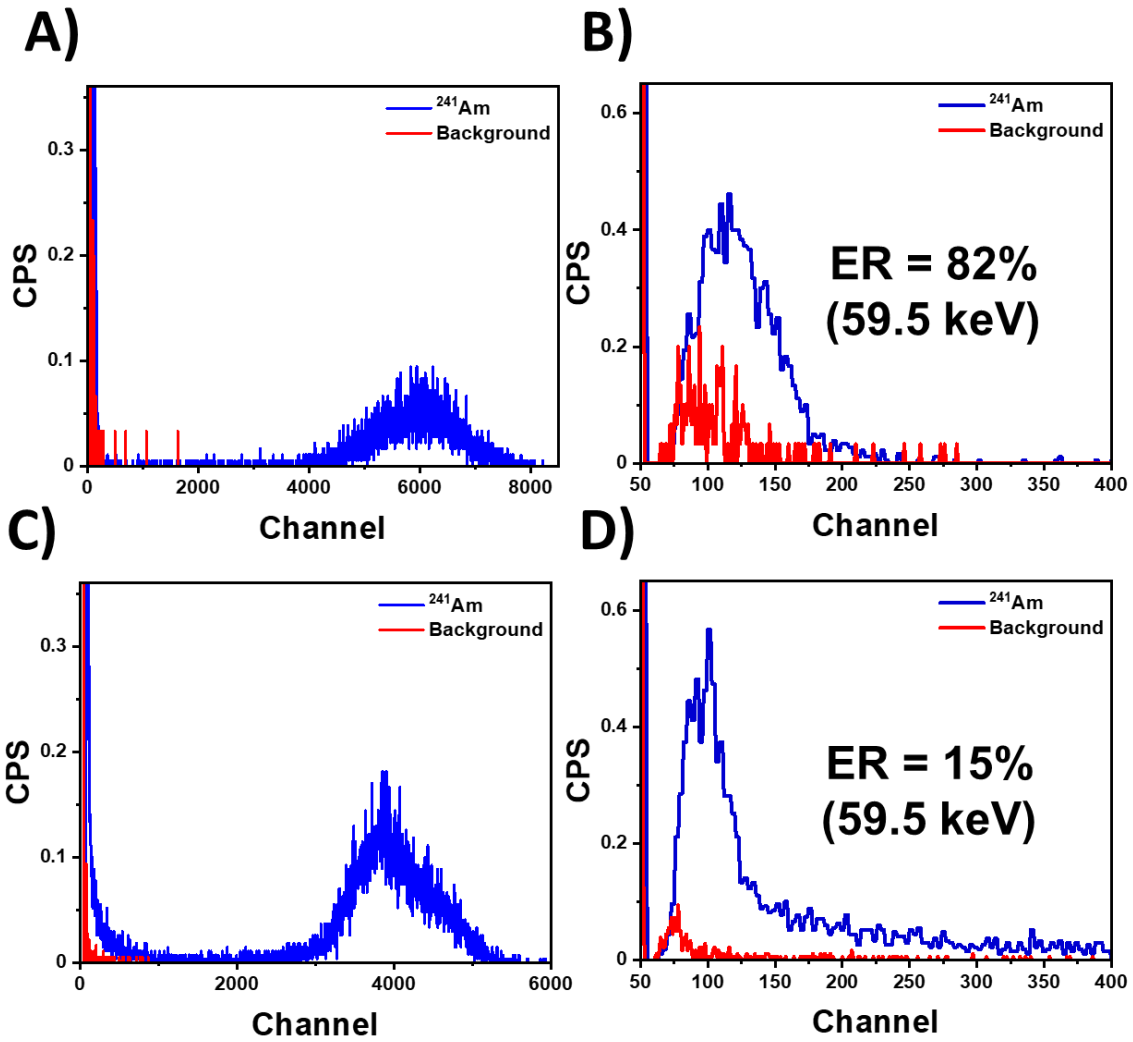 A)
²⁴¹Am
Background
CPS
0.3
0.2
0.1
0
0 2000 4000 6000 8000
Channel
B)
²⁴¹Am
Background
CPS
0.6
0.4
0.2
0
ER = 82%
(59.5 keV)
50 100 150 200 250 300 350 400
Channel
C)
²⁴¹Am
Background
CPS
0.3
0.2
0.1
0
0 2000 4000 6000
Channel
D)
²⁴¹Am
Background
CPS
0.6
0.4
0.2
0
ER = 15%
(59.5 keV)
50 100 150 200 250 300 350 400
Channel